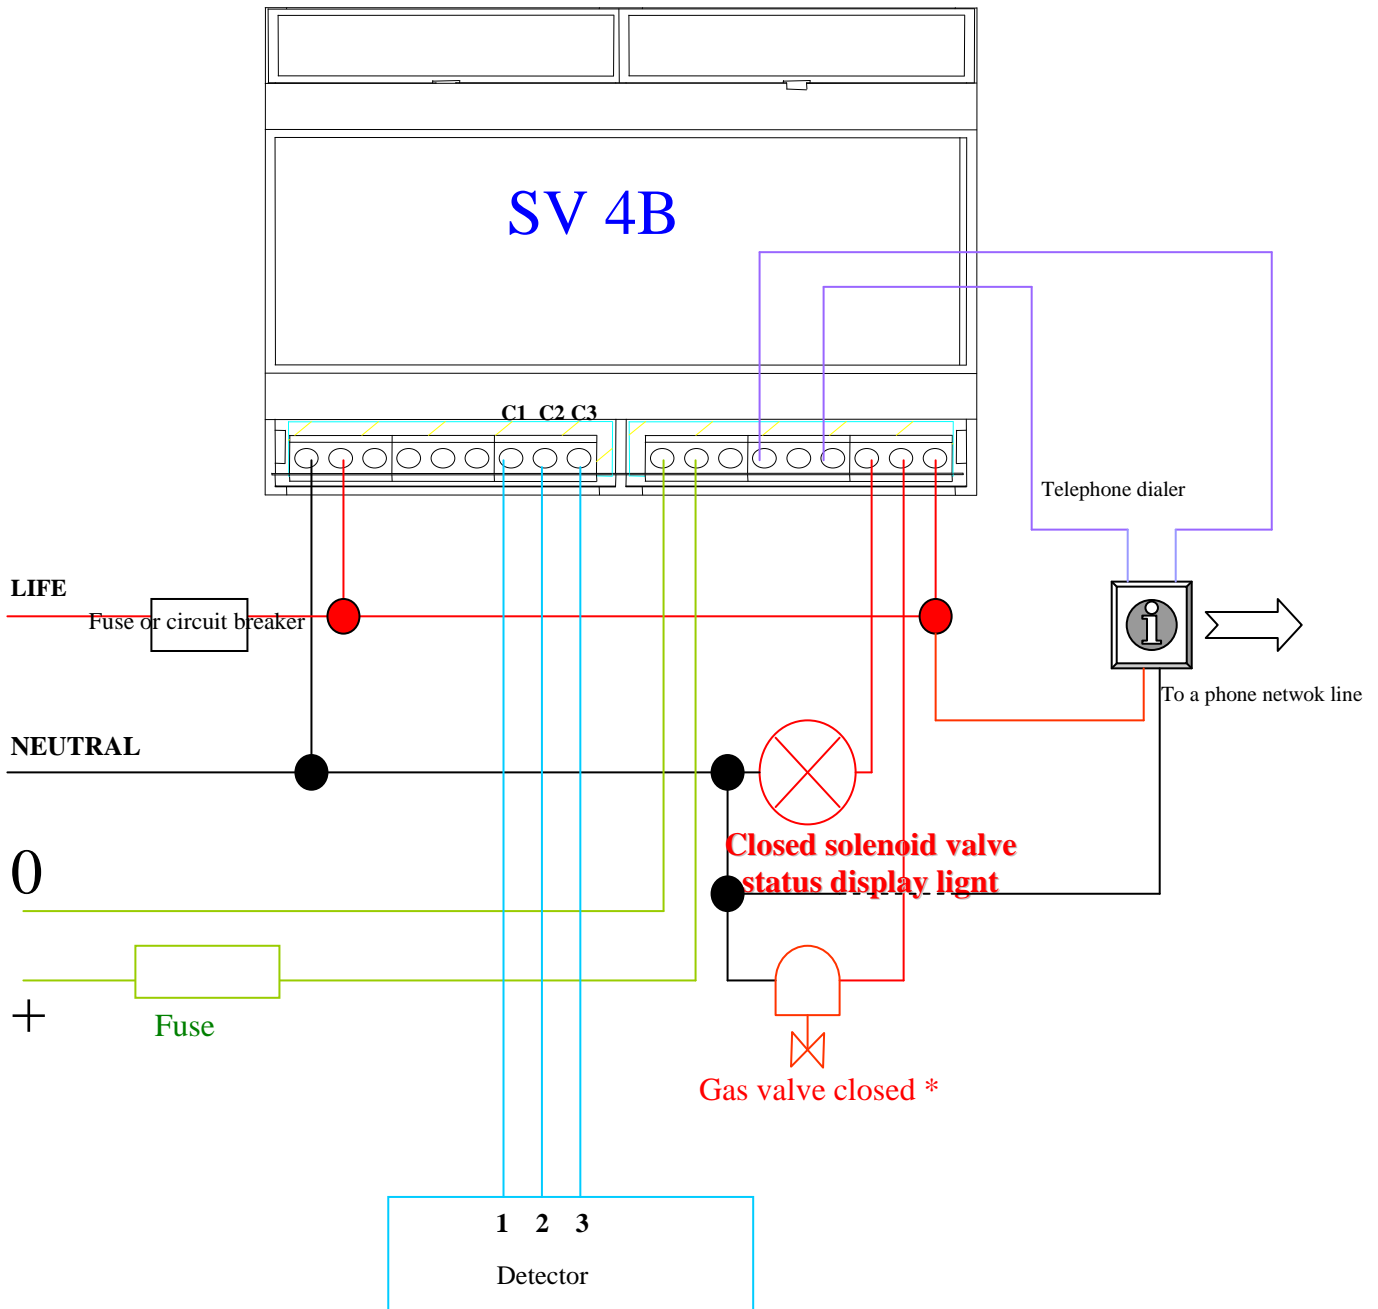 SV 4B
C1 C2 C3
Telephone dialer
LIFE
Fuse or circuit breaker
To a phone netwok line
NEUTRAL
Closed solenoid valve
status display lignt
0
+
Fuse
Gas valve closed *
1 2 3
Detector